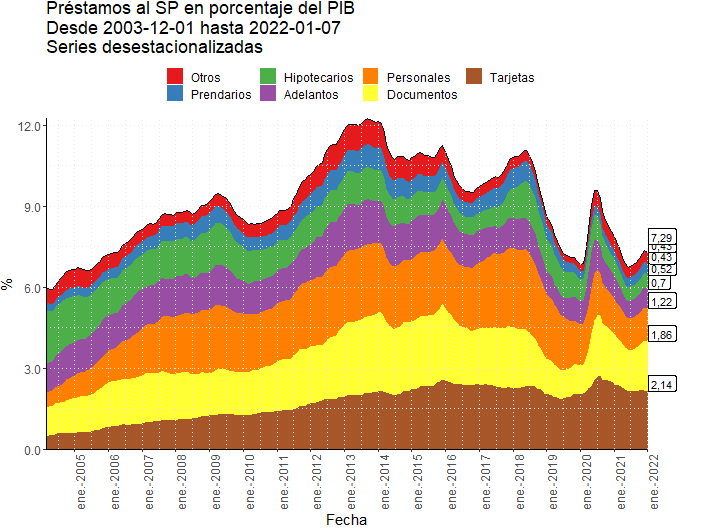 Préstamos al SP en porcentaje del PIB
Desde 2003-12-01 hasta 2022-01-07
Series desestacionalizadas
Otros
Hipotecarios
Personales
Tarjetas
Prendarios
Adelantos
Documentos
12.0
9.0
6.0
3.0
0.0
%
7,29
0,43
0,43
0,52
0,7
1,22
1,86
2,14
ene.-2005
ene.-2006
ene.-2007
ene.-2008
ene.-2009
ene.-2010
ene.-2011
ene.-2012
ene.-2013
ene.-2014
ene.-2015
ene.-2016
ene.-2017
ene.-2018
ene.-2019
ene.-2020
ene.-2021
ene.-2022
Fecha